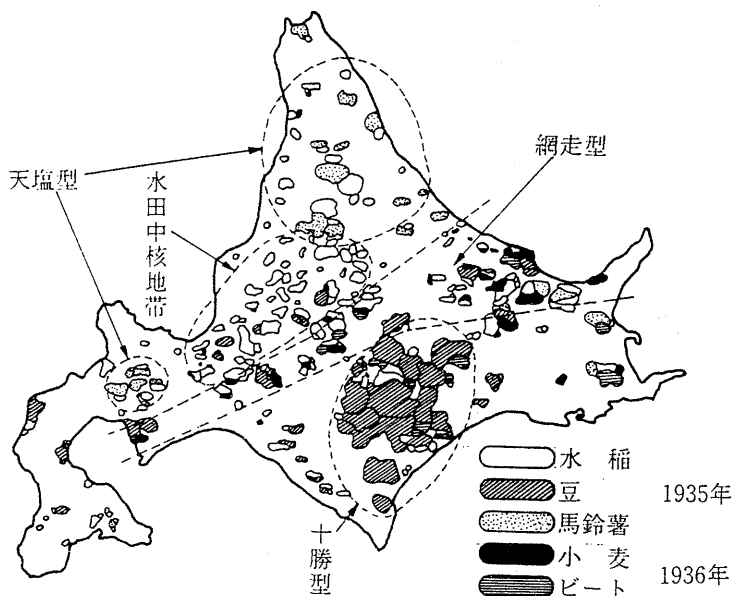 天塩型
水田中核地帯
網走型
十勝型
水稲
豆
馬鈴薯
小麦
ビート
1935年
1936年